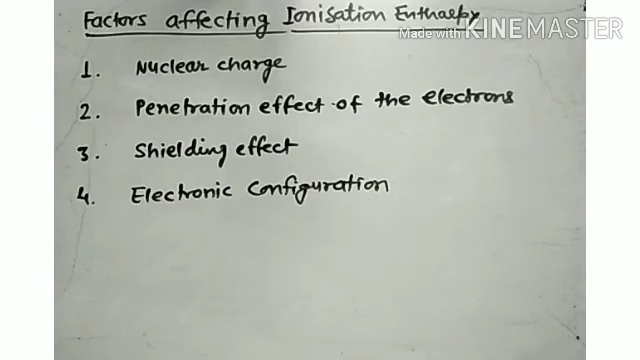 Factors affecting Ionisation Enthalpy
Made with KINEMASTER
1. Nuclear charge
2. Penetration effect of the electrons
3. Shielding effect
4. Electronic Configuration